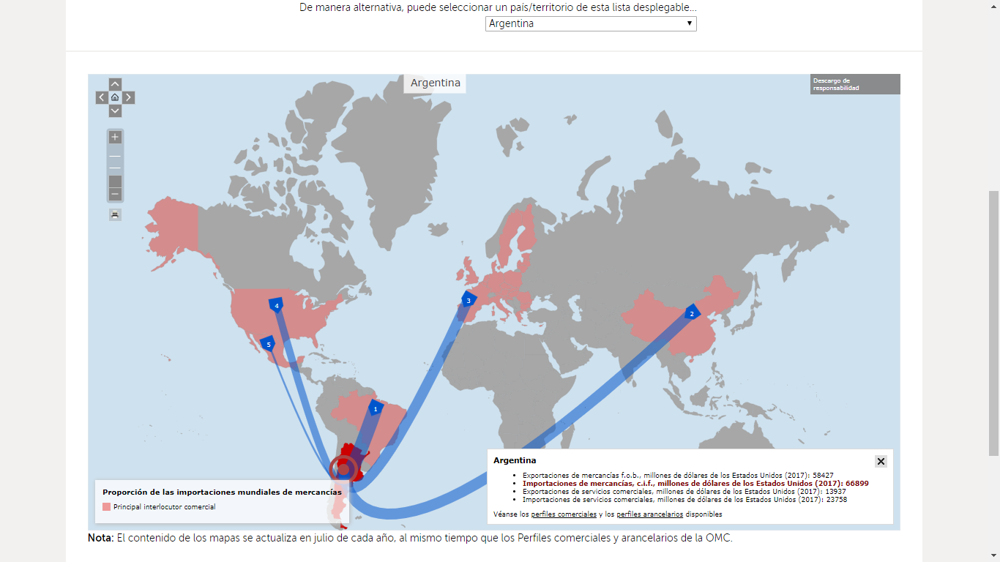 De manera alternativa, puede seleccionar un país/territorio de esta lista desplegable...
Argentina
Argentina
Descargo de
responsabilidad
4
3
2
5
1
Proporción de las importaciones mundiales de mercancías
Principal interlocutor comercial
Argentina
Exportaciones de mercancías f.o.b., millones de dólares de los Estados Unidos (2017): 58427
Importaciones de mercancías, c.i.f., millones de dólares de los Estados Unidos (2017): 66899
Exportaciones de servicios comerciales, millones de dólares de los Estados Unidos (2017): 13937
Importaciones de servicios comerciales, millones de dólares de los Estados Unidos (2017): 23758
Véanse los perfiles comerciales y los perfiles arancelarios disponibles
Nota: El contenido de los mapas se actualiza en julio de cada año, al mismo tiempo que los Perfiles comerciales y arancelarios de la OMC.